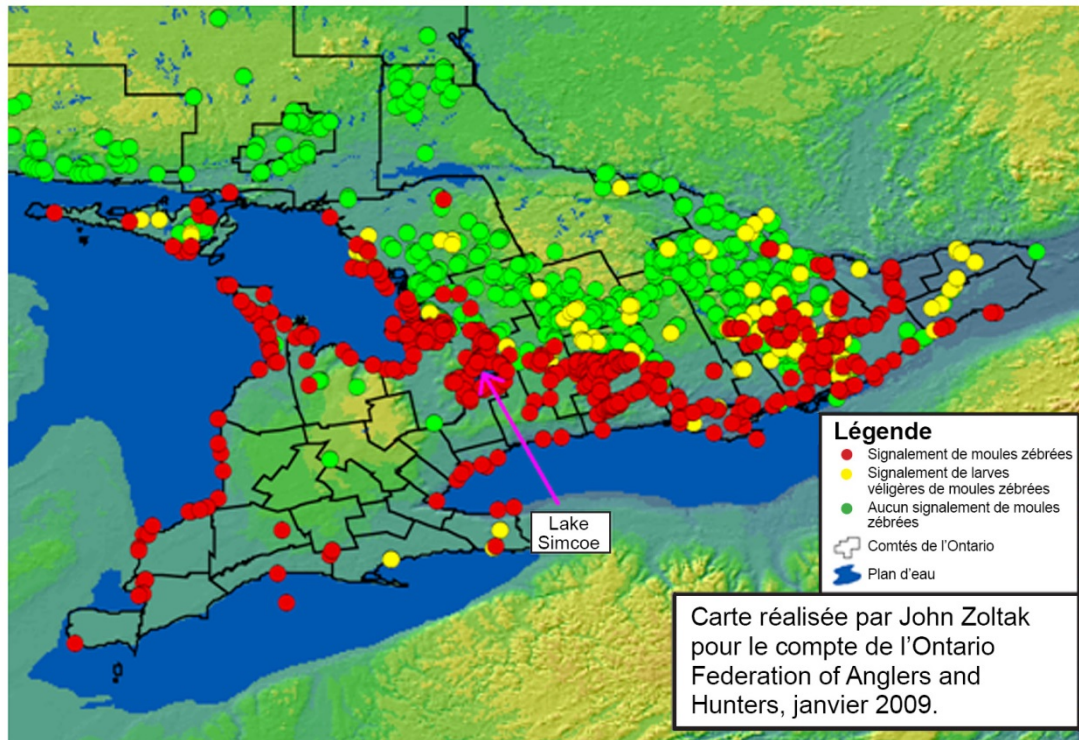 Lake
Simcoe
Légende
Signalement de moules zébrées
Signalement de larves
véligères de moules zébrées
Aucun signalement de moules
zébrées
Comtés de l'Ontario
Plan d'eau
Carte réalisée par John Zoltak
pour le compte de l'Ontario
Federation of Anglers and
Hunters, janvier 2009.